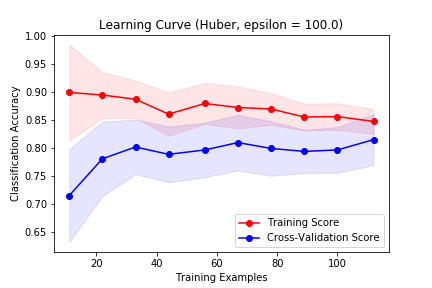 Learning Curve (Huber, epsilon = 100.0)
Classification Accuracy
1.00
0.95
0.90
0.85
0.80
0.75
0.70
0.65
Training Score
Cross-Validation Score
20 40 60 80 100
Training Examples